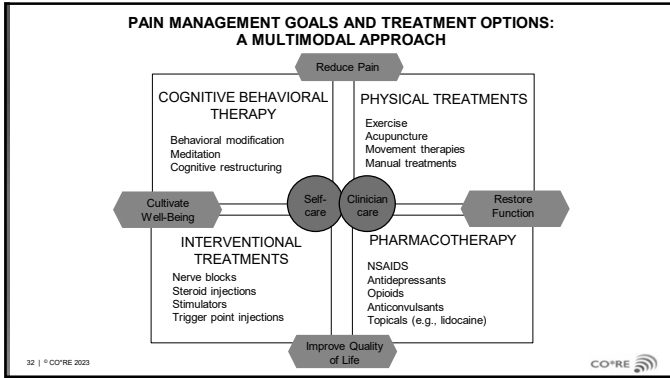 PAIN MANAGEMENT GOALS AND TREATMENT OPTIONS:
A MULTIMODAL APPROACH
Reduce Pain
COGNITIVE BEHAVIORAL
THERAPY
Behavioral modification
Meditation
Cognitive restructuring
PHYSICAL TREATMENTS
Exercise
Acupuncture
Movement therapies
Manual treatments
Cultivate
Well-Being
Self-
care
Clinician
care
Restore
Function
INTERVENTIONAL
TREATMENTS
Nerve blocks
Steroid injections
Stimulators
Trigger point injections
PHARMACOTHERAPY
NSAIDS
Antidepressants
Opioids
Anticonvulsants
Topicals (e.g., lidocaine)
Improve Quality
of Life
32 | © CO*RE 2023
CO*RE